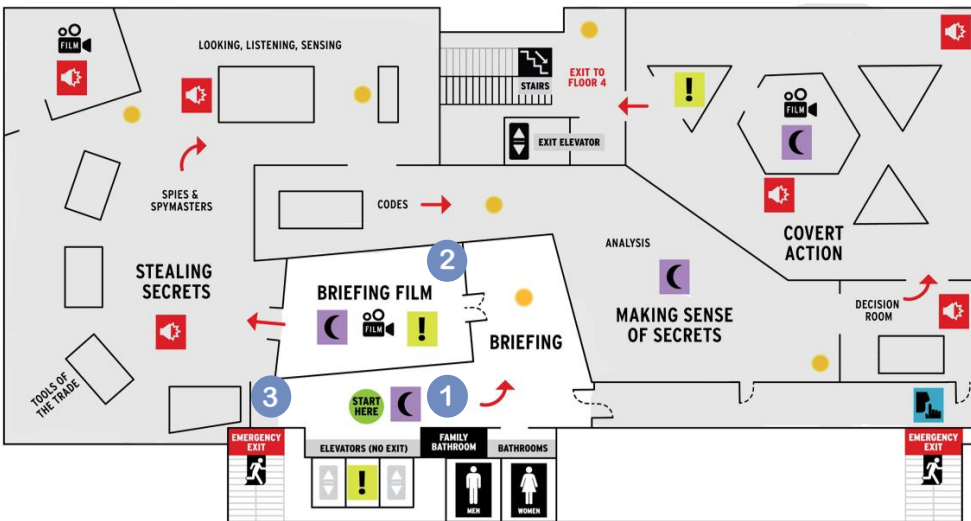 FILM
LOOKING, LISTENING, SENSING
STAIRS
EXIT TO
FLOOR 4
!
FILM
EXIT ELEVATOR
SPIES &
SPYMASTERS
CODES
COVERT
ACTION
ANALYSIS
STEALING
SECRETS
2
BRIEFING FILM
FILM
!
BRIEFING
MAKING SENSE
OF SECRETS
DECISION
ROOM
TOOLS OF
THE TRADE
3
START
HERE
1
EMERGENCY
EXIT
ELEVATORS (NO EXIT)
!
FAMILY
BATHROOM
BATHROOMS
MEN
WOMEN
EMERGENCY
EXIT